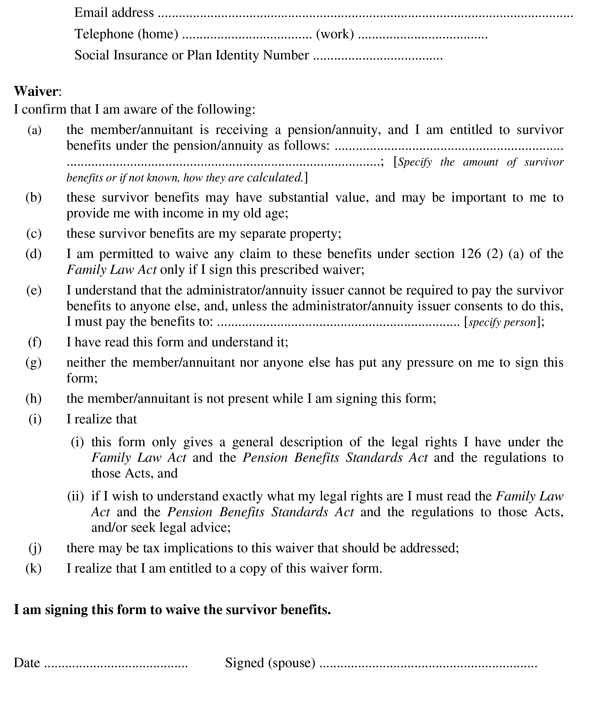 Email address ......................................................................................................................
Telephone (home) ..................................... (work) .....................................
Social Insurance or Plan Identity Number .....................................
Waiver:
I confirm that I am aware of the following:
(a) the member/annuitant is receiving a pension/annuity, and I am entitled to survivor
benefits under the pension/annuity as follows: .................................................................
.........................................................................................; [Specify the amount of survivor
benefits or if not known, how they are calculated.]
(b) these survivor benefits may have substantial value, and may be important to me to
provide me with income in my old age;
(c) these survivor benefits are my separate property;
(d) I am permitted to waive any claim to these benefits under section 126 (2) (a) of the
Family Law Act only if I sign this prescribed waiver;
(e) I understand that the administrator/annuity issuer cannot be required to pay the survivor
benefits to anyone else, and, unless the administrator/annuity issuer consents to do this,
I must pay the benefits to: ..................................................................... [specify person];
(f) I have read this form and understand it;
(g) neither the member/annuitant nor anyone else has put any pressure on me to sign this
form;
(h) the member/annuitant is not present while I am signing this form;
(i) I realize that
(i) this form only gives a general description of the legal rights I have under the
Family Law Act and the Pension Benefits Standards Act and the regulations to
those Acts, and
(ii) if I wish to understand exactly what my legal rights are I must read the Family Law
Act and the Pension Benefits Standards Act and the regulations to those Acts,
and/or seek legal advice;
(j) there may be tax implications to this waiver that should be addressed;
(k) I realize that I am entitled to a copy of this waiver form.
I am signing this form to waive the survivor benefits.
Date ......................................... Signed (spouse) ..............................................................